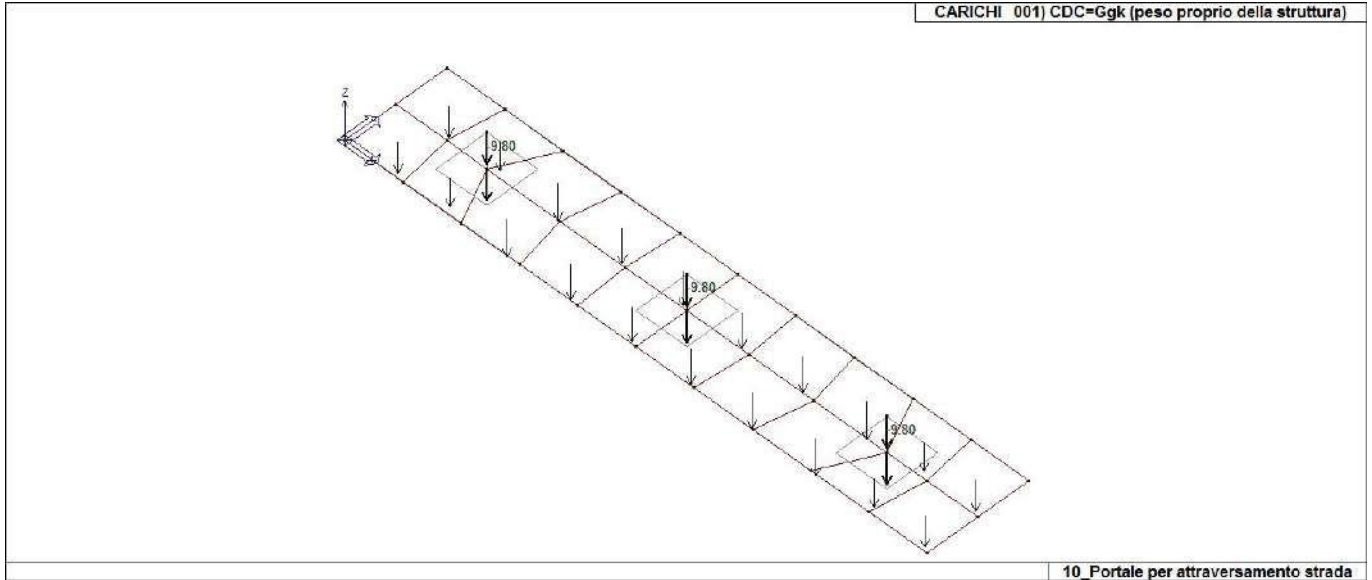 CARICHI 001) CDC=Ggk (peso proprio della struttura)
Z
-9.80
-9.80
-9.80
10_Portale per attraversamento strada